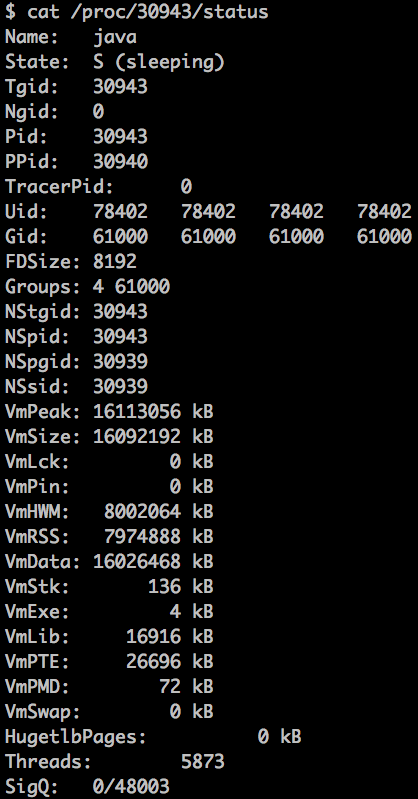 $ cat /proc/30943/status
Name:   java
State:  S (sleeping)
Tgid:   30943
Ngid:   0
Pid:    30943
PPid:   30940
TracerPid:      0
Uid:    78402   78402   78402   78402
Gid:    61000   61000   61000   61000
FDSize: 8192
Groups: 4 61000
NStgid: 30943
NSpid:  30943
NSpgid: 30939
NSsid:  30939
VmPeak: 16113056 kB
VmSize: 16092192 kB
VmLck:         0 kB
VmPin:         0 kB
VmHWM:   8002064 kB
VmRSS:   7974888 kB
VmData: 16026468 kB
VmStk:       136 kB
VmExe:         4 kB
VmLib:     16916 kB
VmPTE:     26696 kB
VmPMD:        72 kB
VmSwap:        0 kB
HugetlbPages:          0 kB
Threads:        5873
SigQ:   0/48003